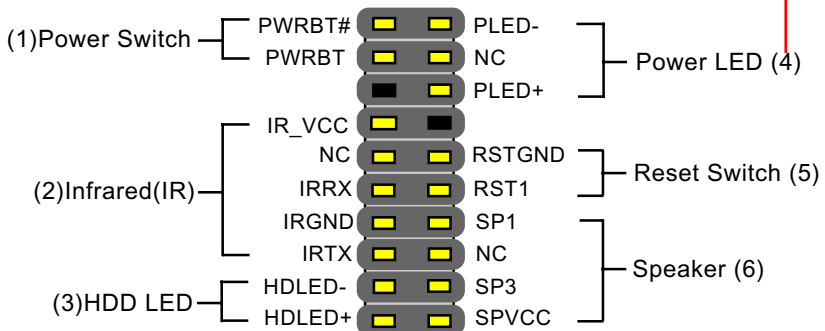 PWRBT# PLED-
(1)Power Switch
PWRBT NC
Power LED (4)
PLED+
IR_VCC
NC RSTGND
Reset Switch (5)
(2)Infrared(IR)
IRRX RST1
IRGND SP1
IRTX NC
Speaker (6)
HDLED- SP3
(3)HDD LED
HDLED+ SPVCC